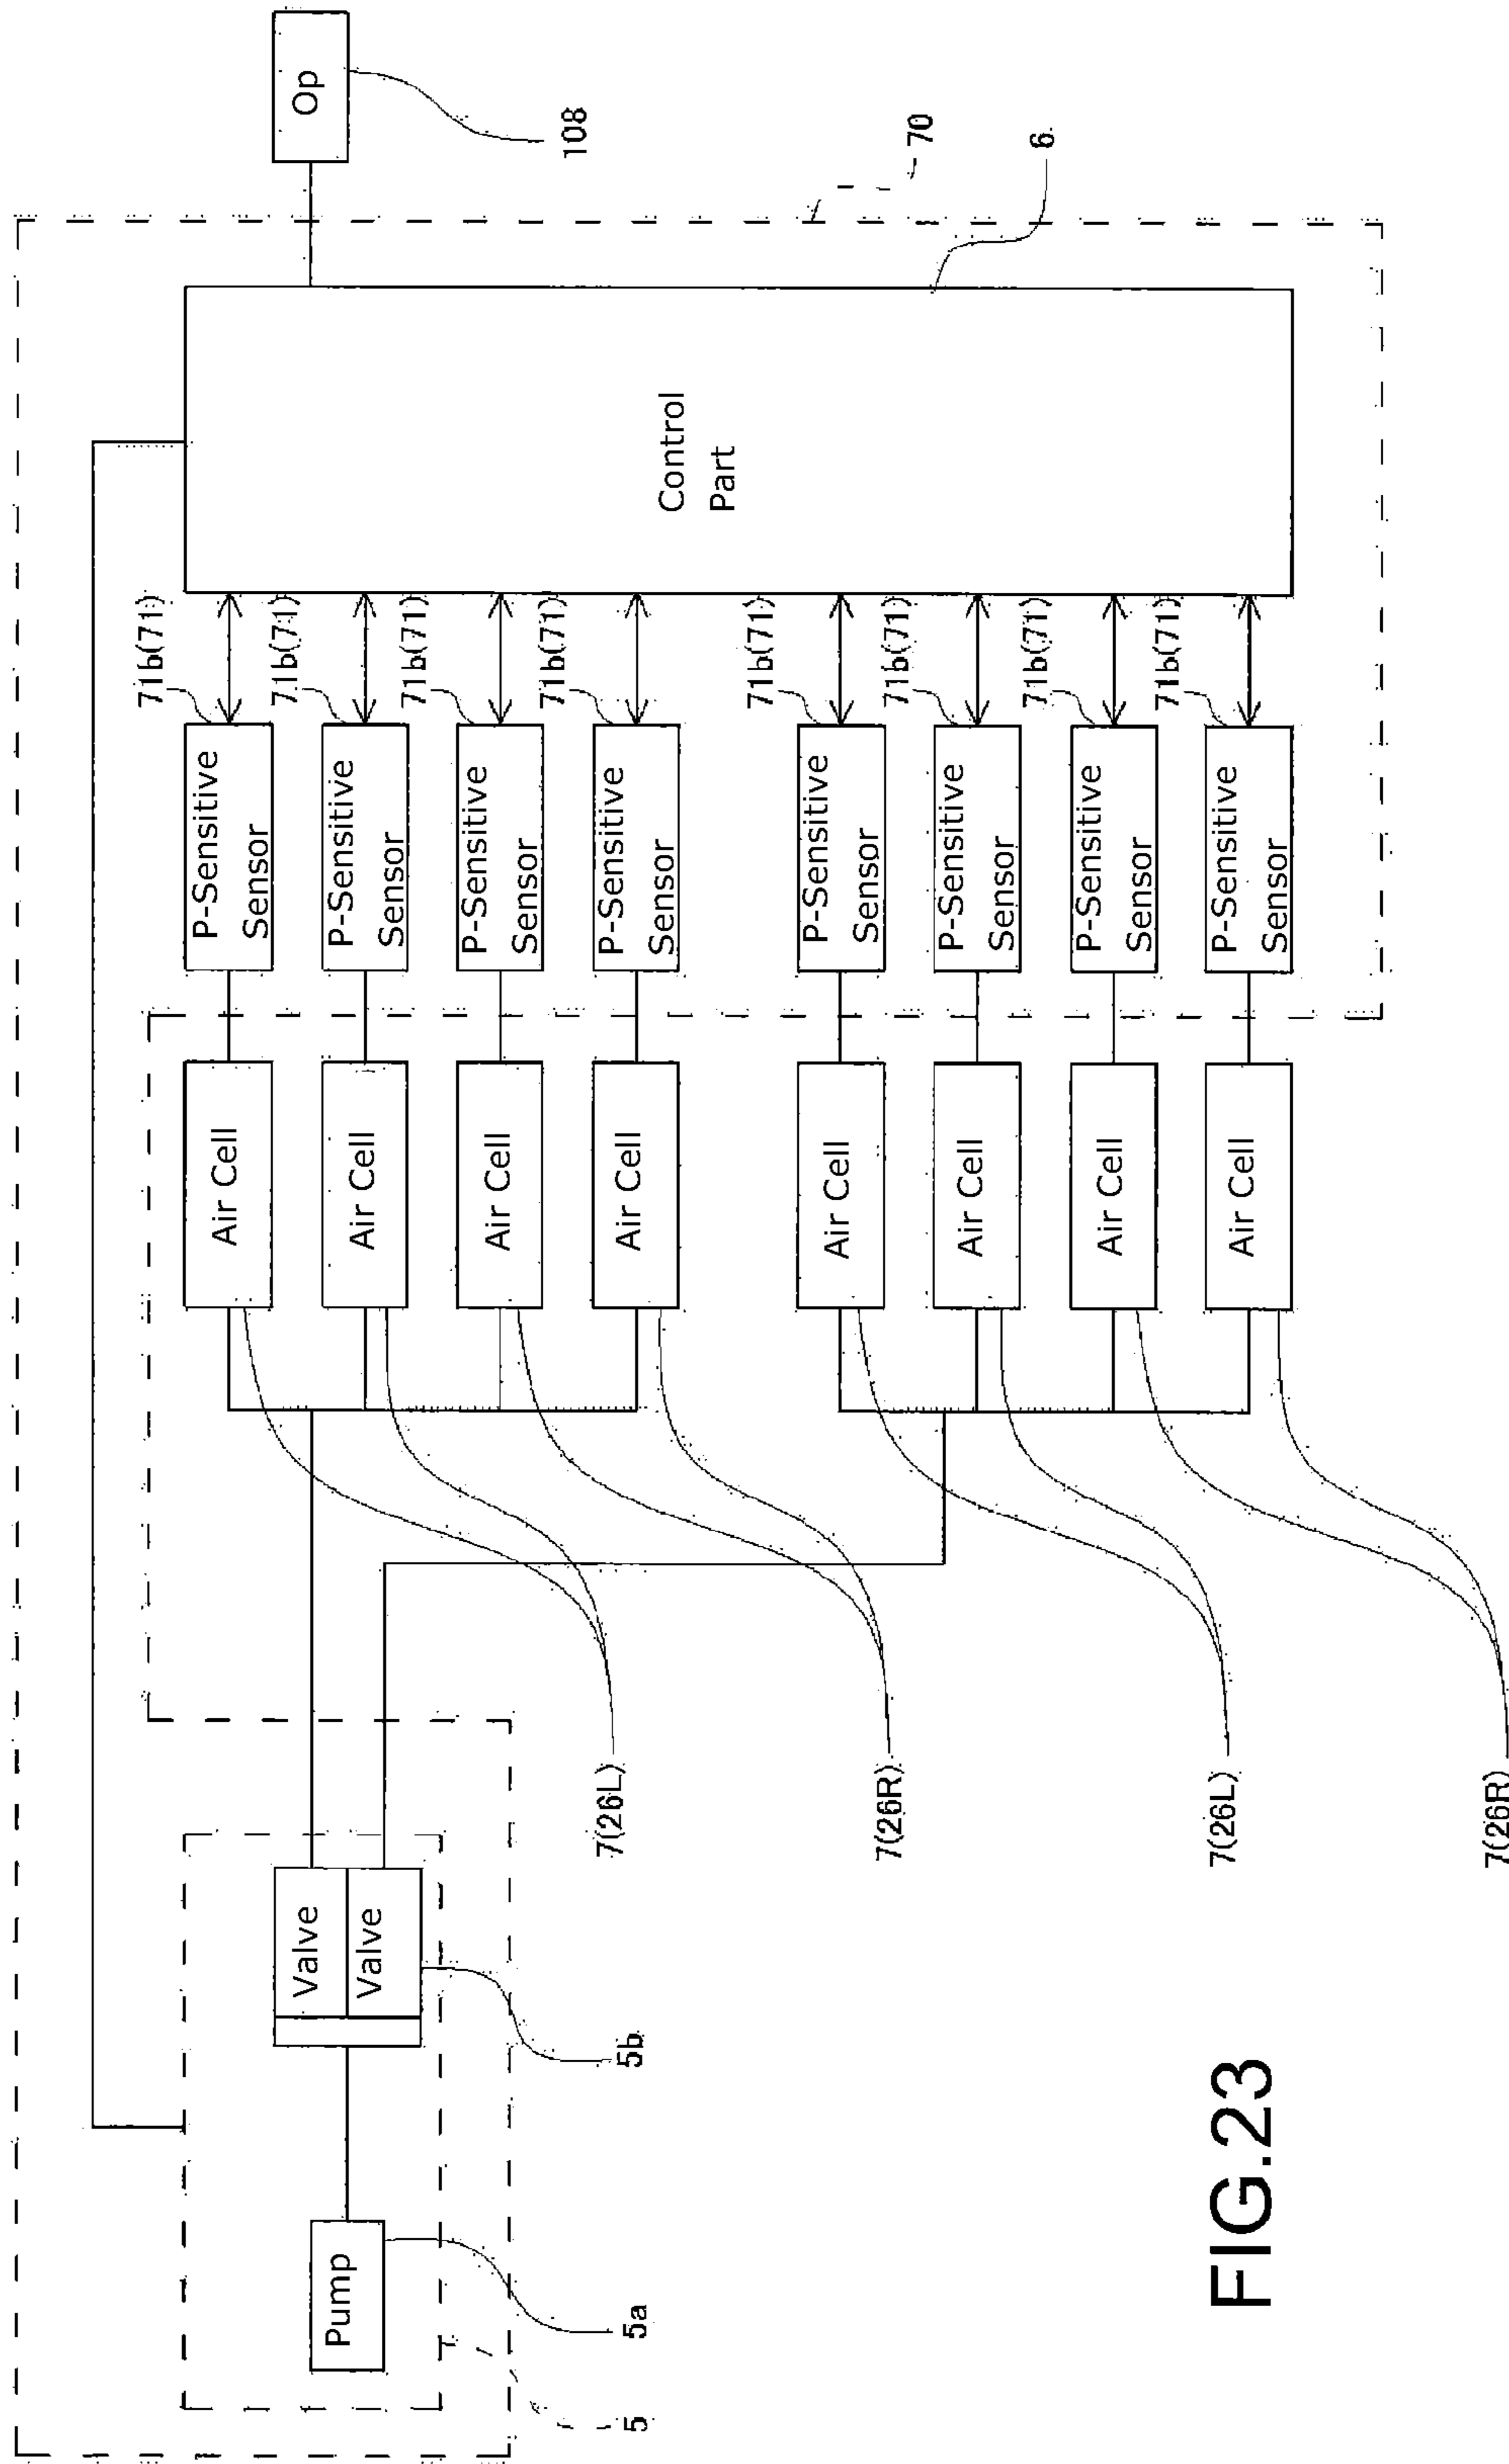 Op
108
70
6
Control
Part
71b(71)
71b(71)
71b(71)
71b(71)
71b(71)
71b(71)
71b(71)
71b(71)
P-Sensitive
Sensor
P-Sensitive
Sensor
P-Sensitive
Sensor
P-Sensitive
Sensor
P-Sensitive
Sensor
P-Sensitive
Sensor
P-Sensitive
Sensor
P-Sensitive
Sensor
Air Cell
Air Cell
Air Cell
Air Cell
Air Cell
Air Cell
Air Cell
Air Cell
7(26L)
7(26R)
7(26L)
7(26R)
Valve
Valve
5b
Pump
5a
5
FIG.23